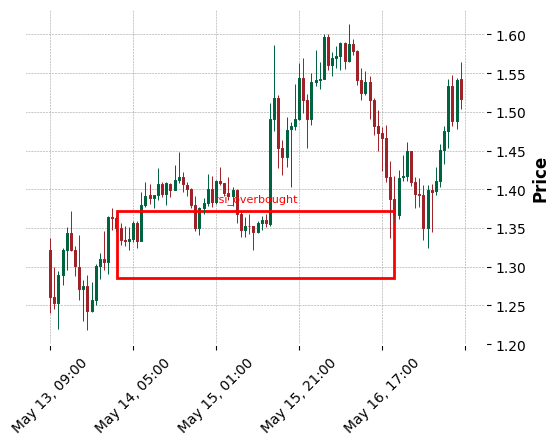 1.60
1.55
1.50
1.45
1.40
1.35
1.30
1.25
1.20
Price
rsi_overbought
May 13, 09:00
May 14, 05:00
May 15, 01:00
May 15, 21:00
May 16, 17:00